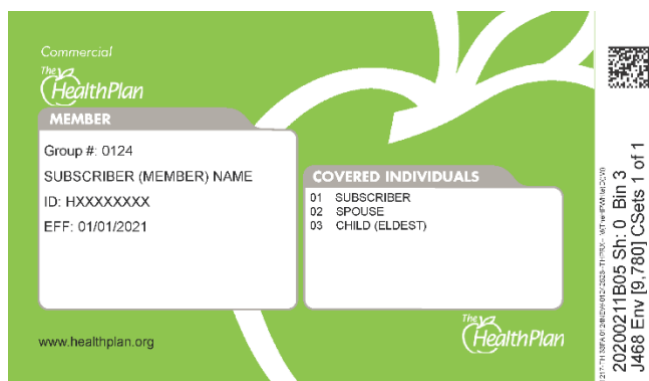 Commercial
The
HealthPlan
MEMBER
Group #: 0124
SUBSCRIBER (MEMBER) NAME
ID: HXXXXXXXX
EFF: 01/01/2021
COVERED INDIVIDUALS
01 SUBSCRIBER
02 SPOUSE
03 CHILD (ELDEST)
www.healthplan.org
The
HealthPlan
20200211B05 Sh: 0 Bin 3
J468 Env [9,780] CSets 1 of 1